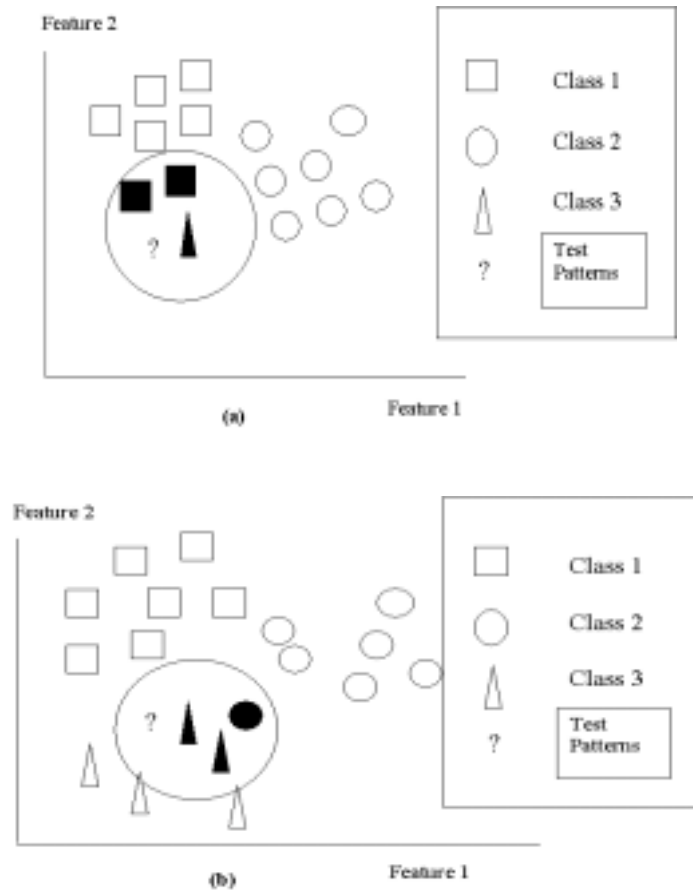 Feature 2
Class 1
Class 2
Class 3
?
Test
Patterns
?
Feature 1
(a)
Feature 2
Class 1
Class 2
Class 3
?
Test
Patterns
?
Feature 1
(b)